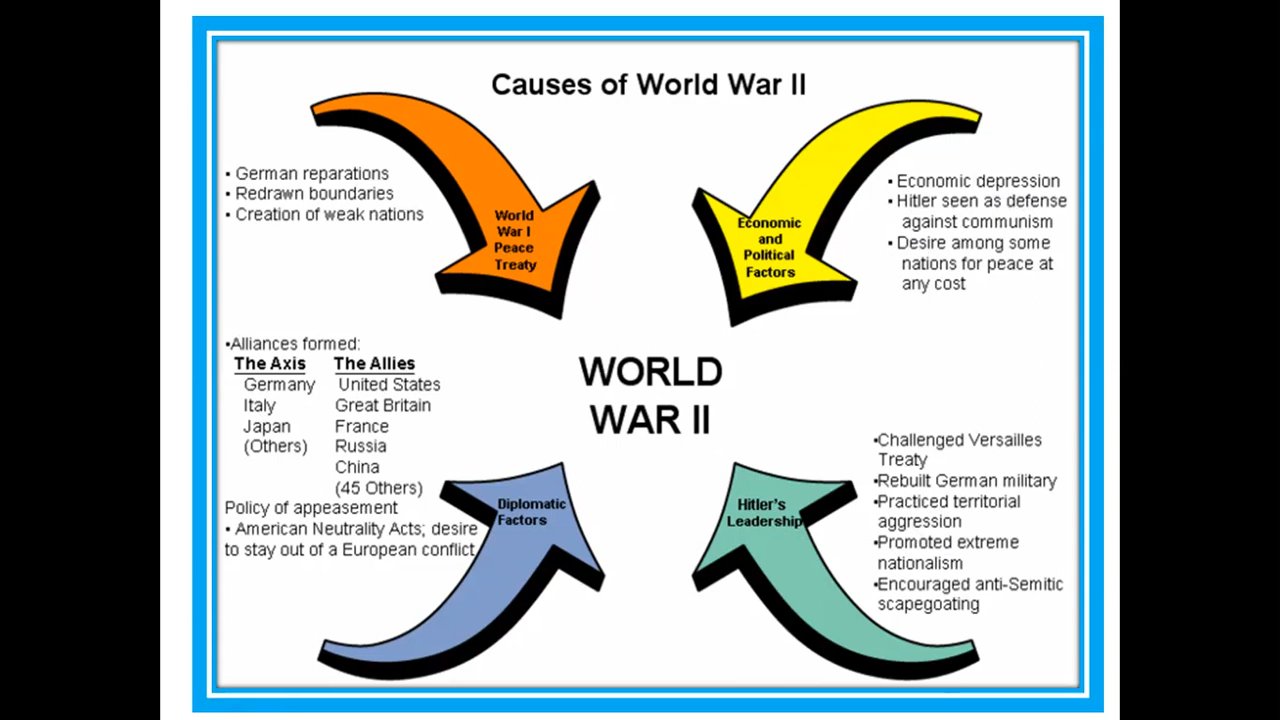 Causes of World War II
• German reparations
• Redrawn boundaries
• Creation of weak nations
World
War I
Peace
Treaty
Economic
and
Political
Factors
▪ Economic depression
• Hitler seen as defense
against communism
• Desire among some
nations for peace at
any cost
•Alliances formed:
The Axis The Allies
Germany United States
Italy Great Britain
Japan France
(Others) Russia
China
(45 Others)
Policy of appeasement
• American Neutrality Acts; desire
to stay out of a European conflict
WORLD
WAR II
Diplomatic
Factors
Hitler's
Leadership
•Challenged Versailles
Treaty
•Rebuilt German military
•Practiced territorial
aggression
•Promoted extreme
nationalism
•Encouraged anti-Semitic
scapegoating